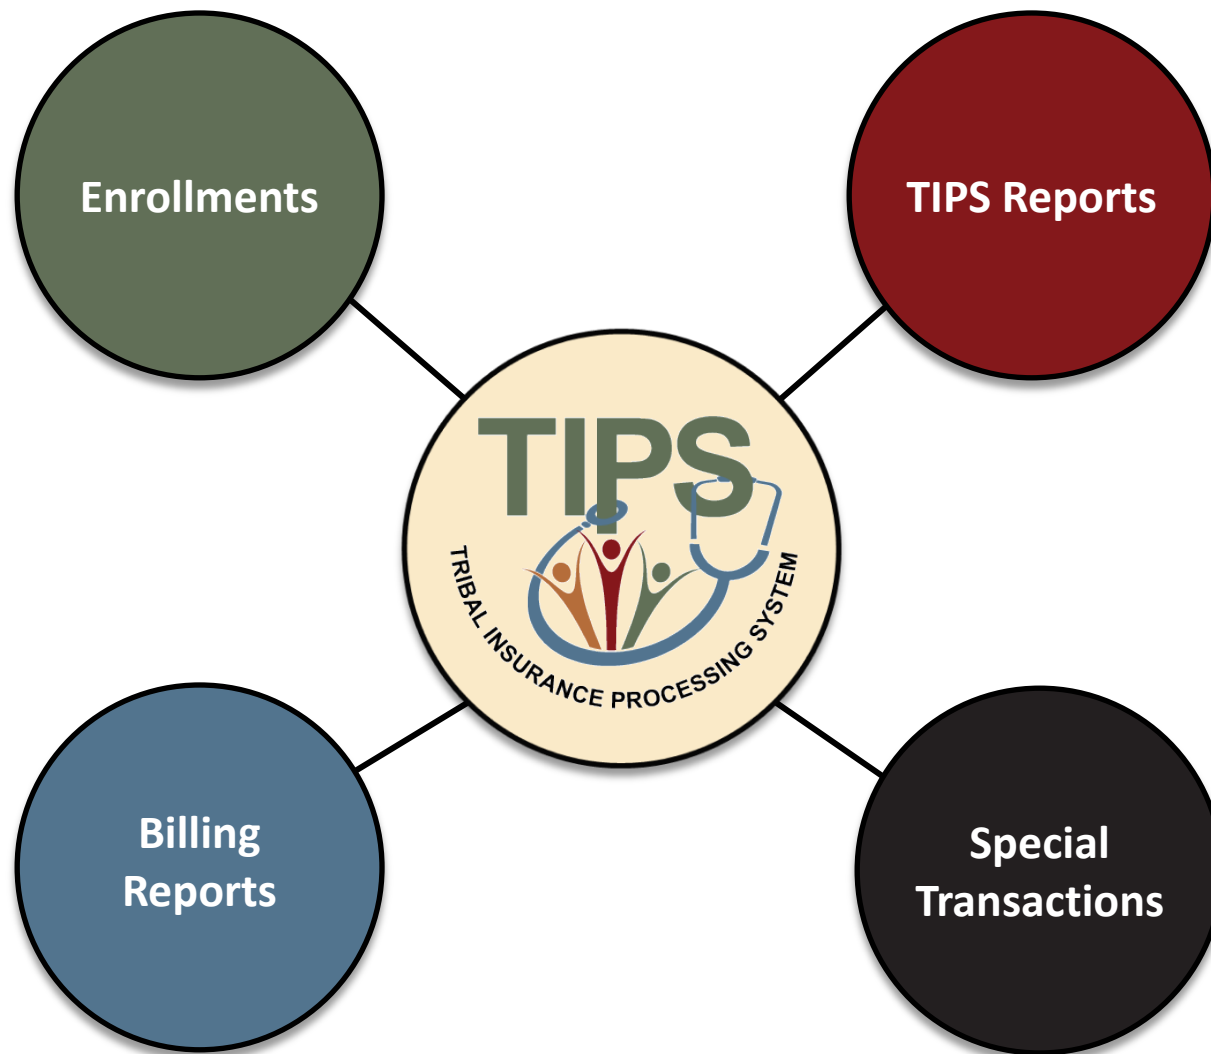 Enrollments
TIPS Reports
TIPS
TRIBAL INSURANCE PROCESSING SYSTEM
Billing
Reports
Special
Transactions